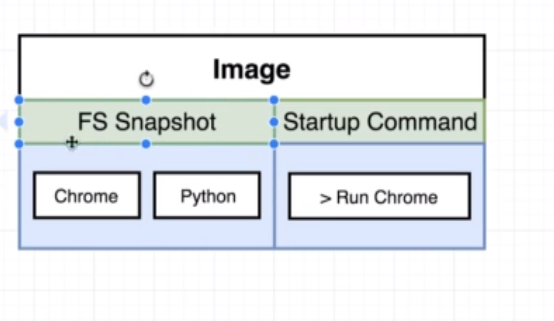 Image
FS Snapshot
Startup Command
Chrome
Python
> Run Chrome